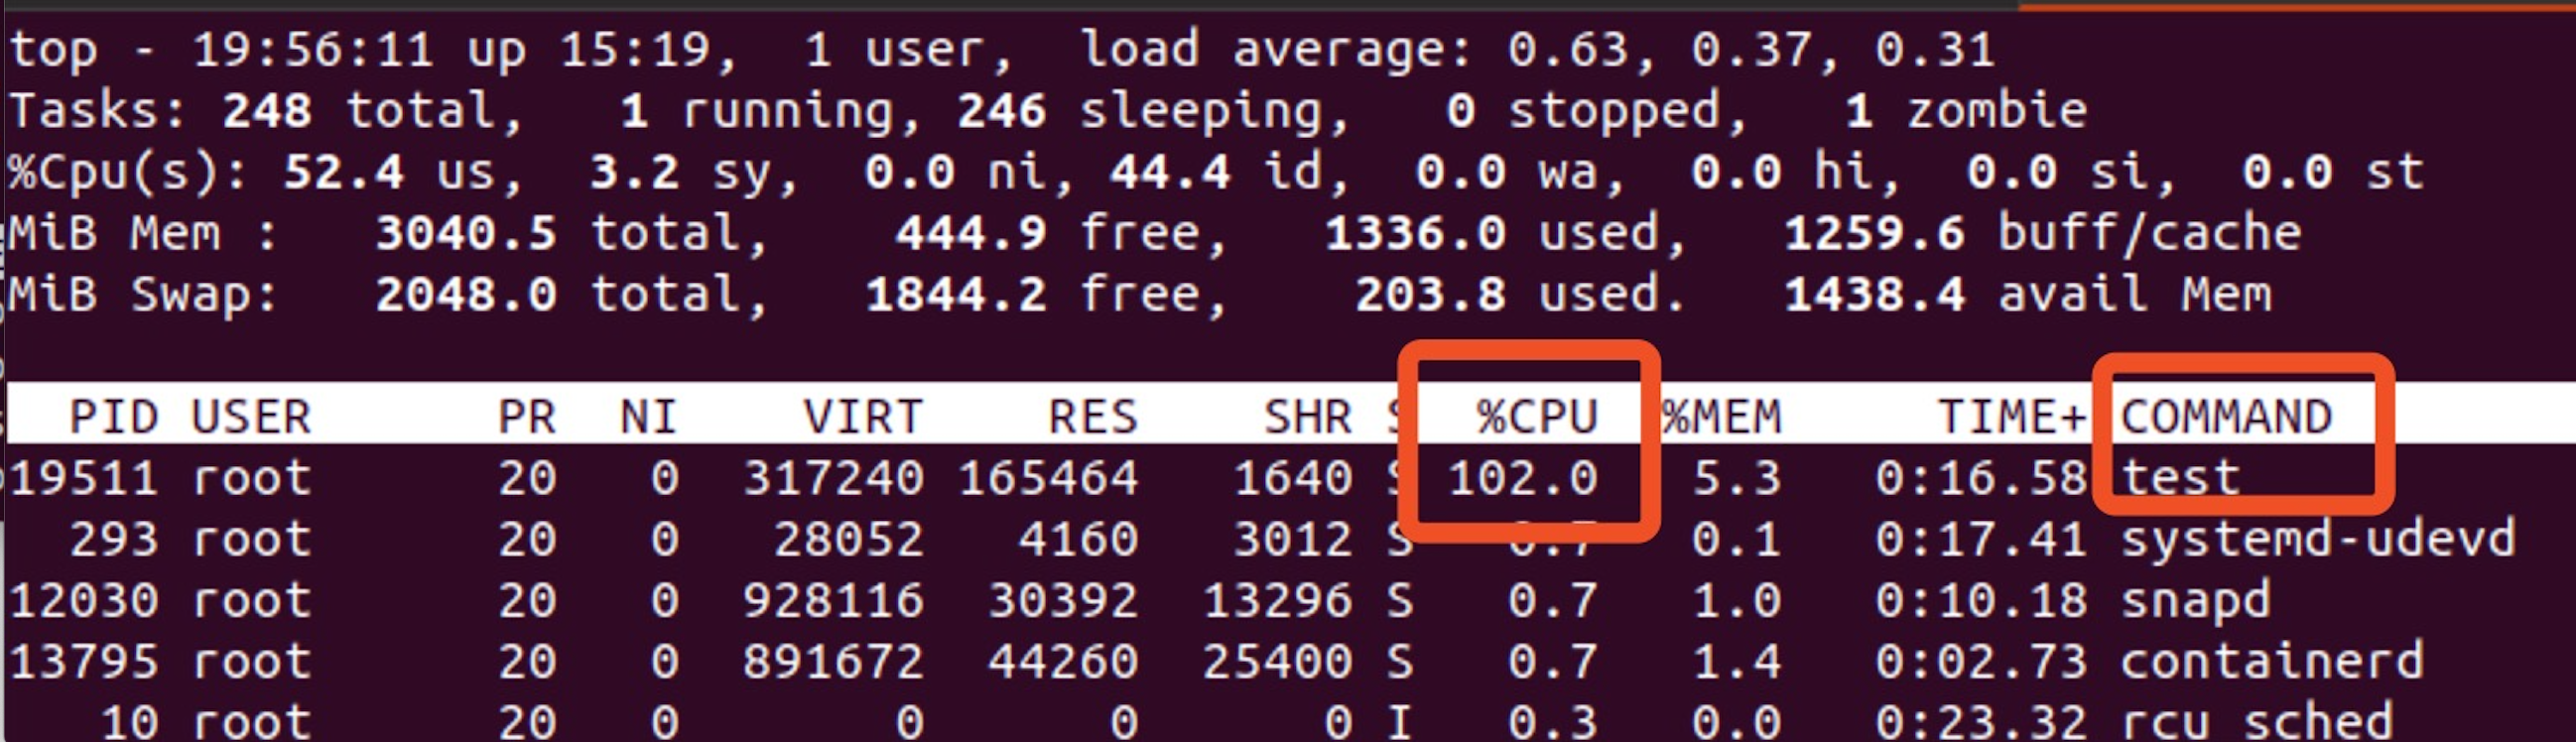 top - 19:56:11 up 15:19,  1 user,  load average: 0.63, 0.37, 0.31
Tasks: 248 total,   1 running, 246 sleeping,   0 stopped,   1 zombie
%Cpu(s): 52.4 us,  3.2 sy,  0.0 ni, 44.4 id,  0.0 wa,  0.0 hi,  0.0 si,  0.0 st
MiB Mem :   3040.5 total,    444.9 free,   1336.0 used,   1259.6 buff/cache
MiB Swap:   2048.0 total,   1844.2 free,    203.8 used.   1438.4 avail Mem
PID USER PR NI VIRT RES SHR S %CPU %MEM TIME+ COMMAND
19511 root 20 0 317240 165464 1640 S 102.0 5.3 0:16.58 test
293 root 20 0 28052 4160 3012 S 0.7 0.1 0:17.41 systemd-udevd
12030 root 20 0 928116 30392 13296 S 0.7 1.0 0:10.18 snapd
13795 root 20 0 891672 44260 25400 S 0.7 1.4 0:02.73 containerd
10 root 20 0 0 0 0 I 0.3 0.0 0:23.32 rcu_sched